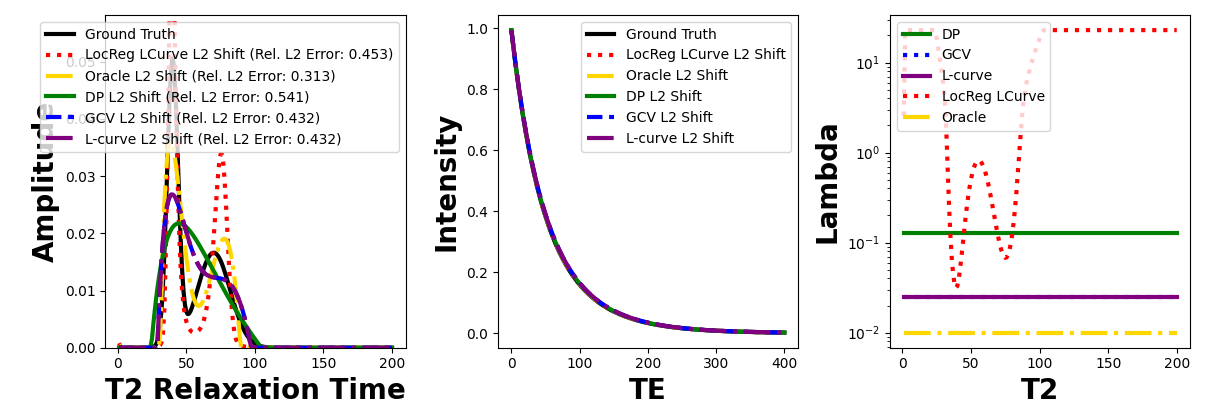 Ground Truth
LocReg LCurve L2 Shift (Rel. L2 Error: 0.453)
Oracle L2 Shift (Rel. L2 Error: 0.313)
DP L2 Shift (Rel. L2 Error: 0.541)
GCV L2 Shift (Rel. L2 Error: 0.432)
L-curve L2 Shift (Rel. L2 Error: 0.432)
Amplitude
0.05
0.03
0.02
0.01
0.00
0 50 100 150 200
T2 Relaxation Time
Ground Truth
LocReg LCurve L2 Shift
Oracle L2 Shift
DP L2 Shift
GCV L2 Shift
L-curve L2 Shift
Intensity
1.0
0.8
0.6
0.4
0.2
0.0
0 100 200 300 400
TE
DP
GCV
L-curve
LocReg LCurve
Oracle
Lambda
10¹
10⁰
10⁻¹
10⁻²
0 50 100 150 200
T2